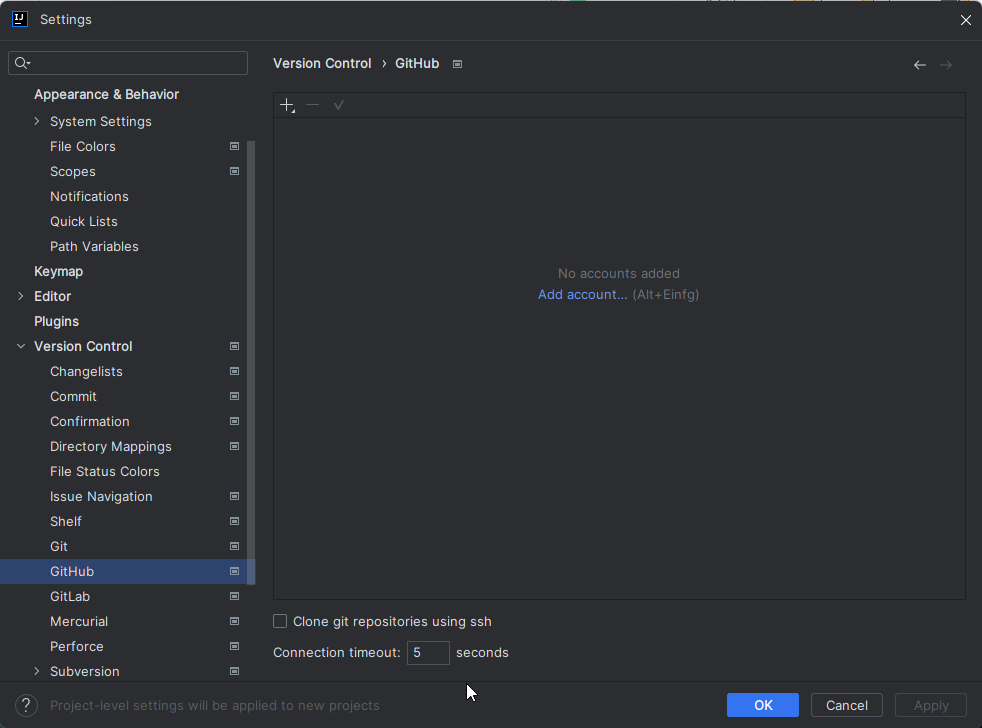 Settings
Version Control › GitHub
Appearance & Behavior
System Settings
File Colors
Scopes
Notifications
Quick Lists
Path Variables
Keymap
Editor
Plugins
Version Control
Changelists
Commit
Confirmation
Directory Mappings
File Status Colors
Issue Navigation
Shelf
Git
GitHub
GitLab
Mercurial
Perforce
Subversion
No accounts added
Add account... (Alt+Einfg)
Clone git repositories using ssh
Connection timeout: 5 seconds
? Project-level settings will be applied to new projects
OK Cancel Apply